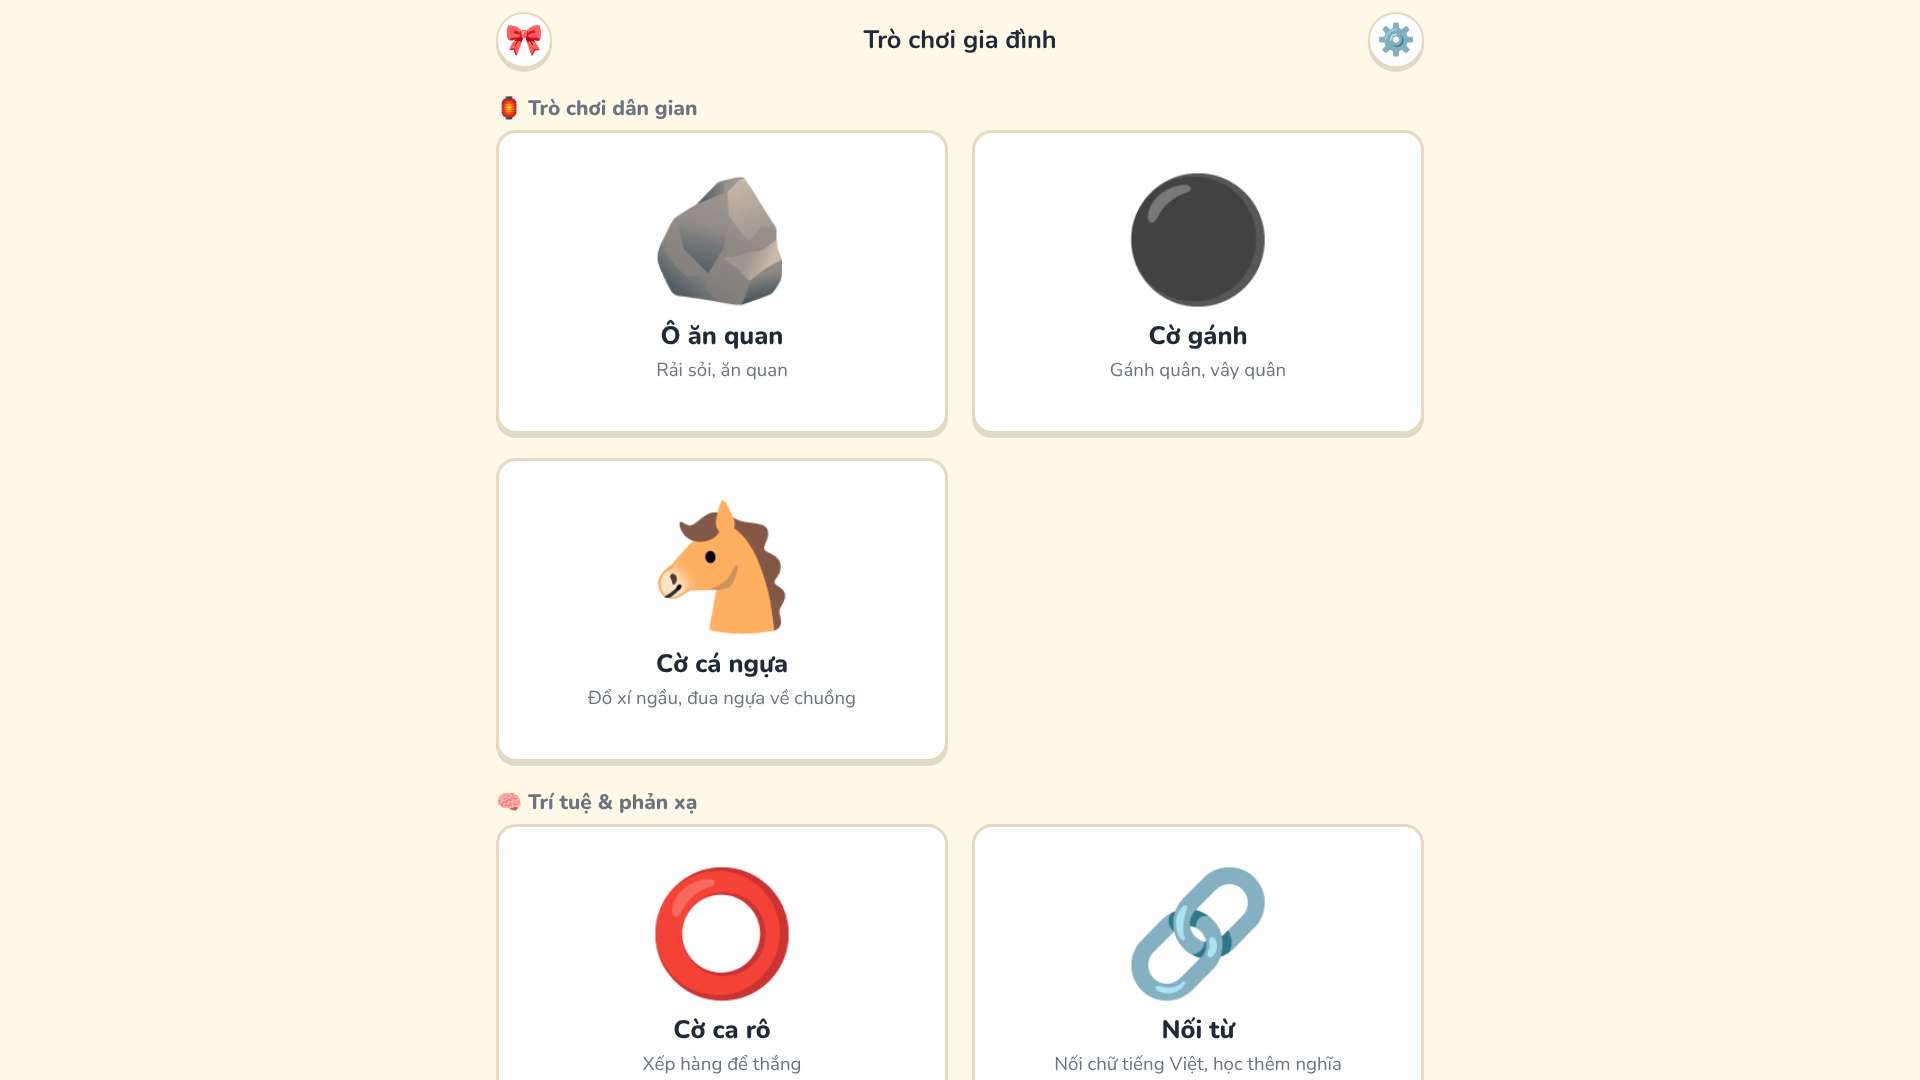 Trò chơi gia đình
Trò chơi dân gian
Ô ăn quan
Rải sỏi, ăn quan
Cờ gánh
Gánh quân, vây quân
Cờ cá ngựa
Đổ xí ngầu, đua ngựa về chuồng
Trí tuệ & phản xạ
Cờ ca rô
Xếp hàng để thắng
Nối từ
Nối chữ tiếng Việt, học thêm nghĩa